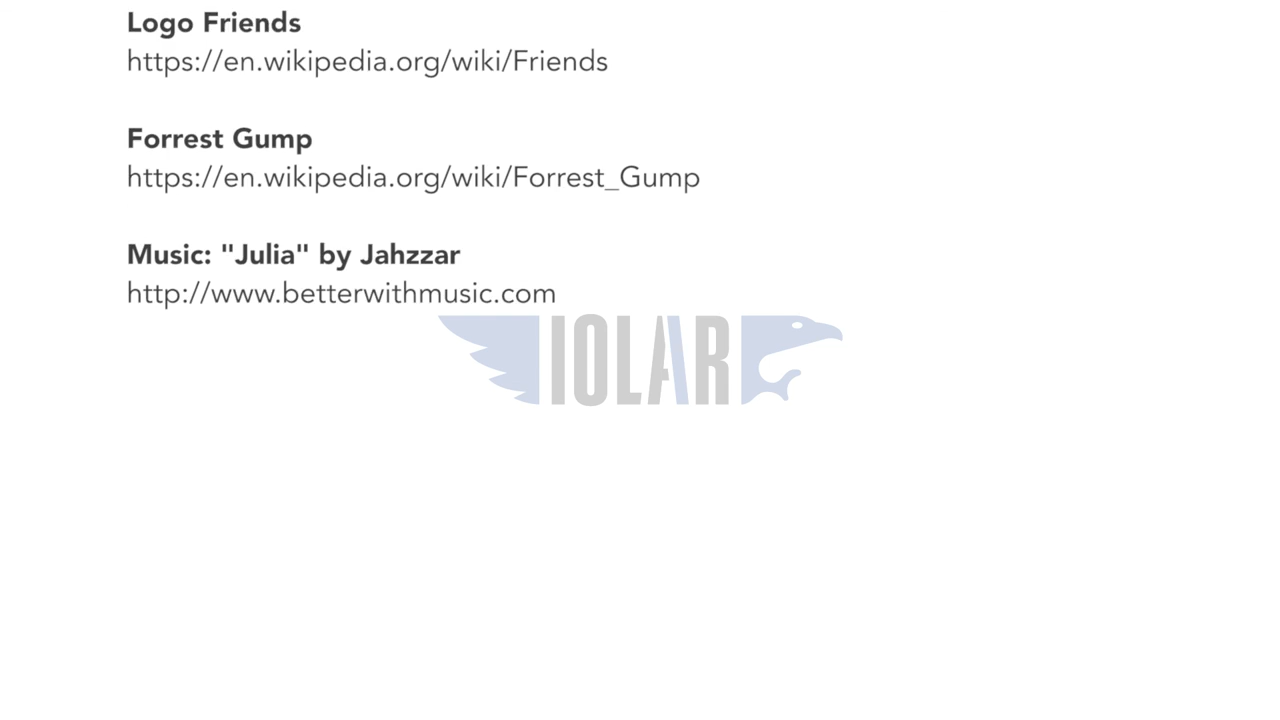 Logo Friends
https://en.wikipedia.org/wiki/Friends
Forrest Gump
https://en.wikipedia.org/wiki/Forrest_Gump
Music: "Julia" by Jahzzar
http://www.betterwithmusic.com
IOLAR